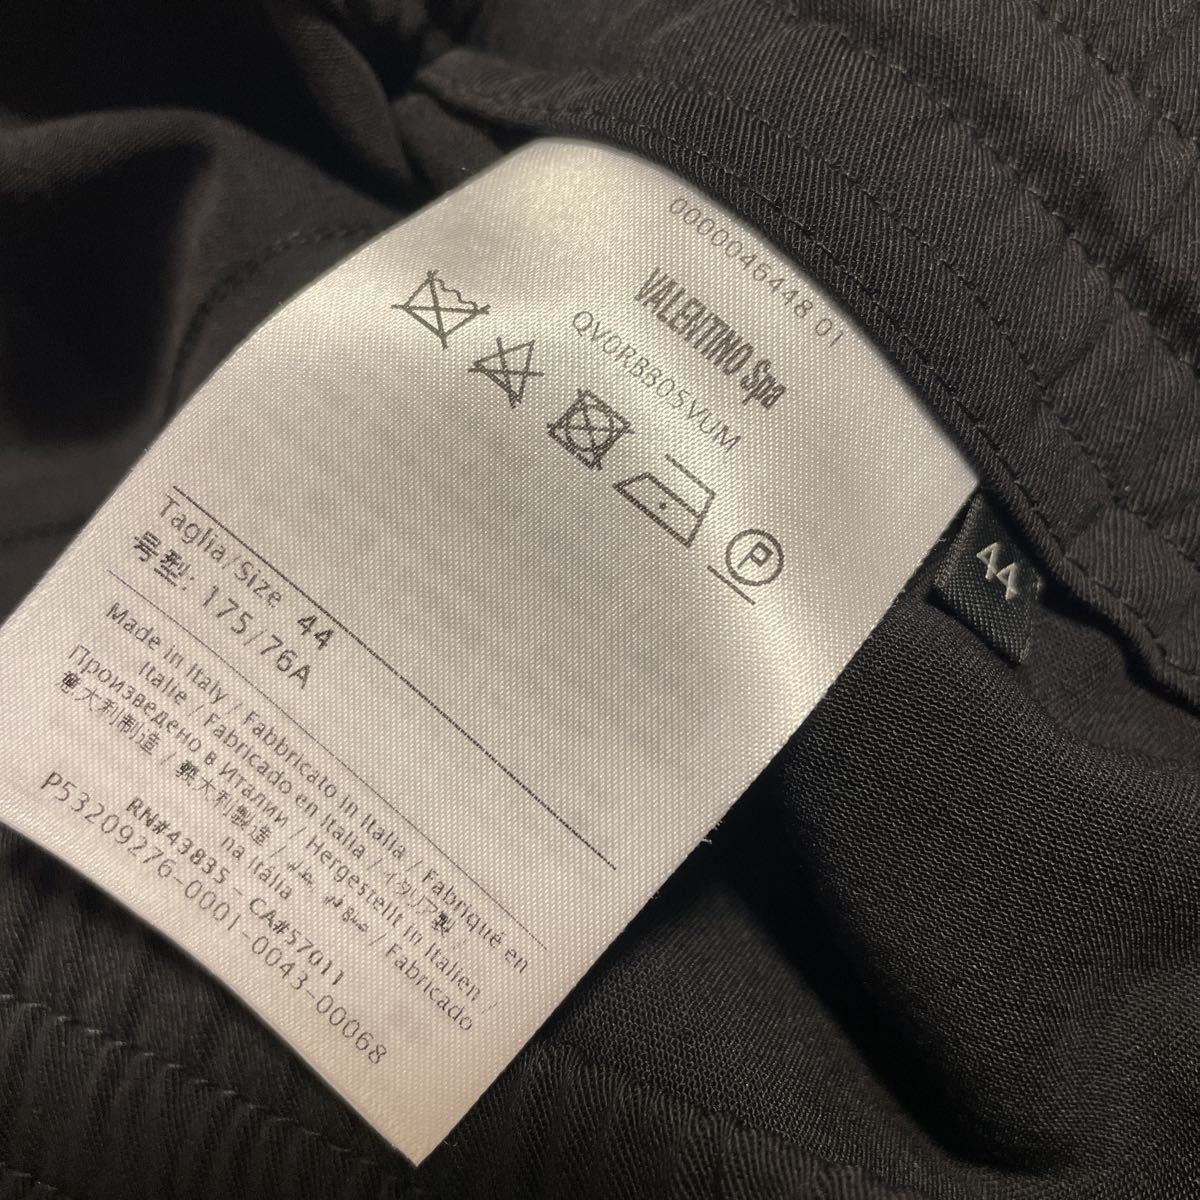 0000046448 01
VALENTINO Spa
QV0RBB05VUM
P
Taglia/Size 44
号型: 175/76A
Made in Italy / Fabbricato in Italia / Fabriqué en
Italie / Fabricado en Italia / イタリア製 /
Произведено в Италии / Hergestellt in Italien /
意大利制造 / 義大利製造 / / Fabricado
na Itália
RN#43835 - CA#57011
P53209276-0001-0043-00068
44